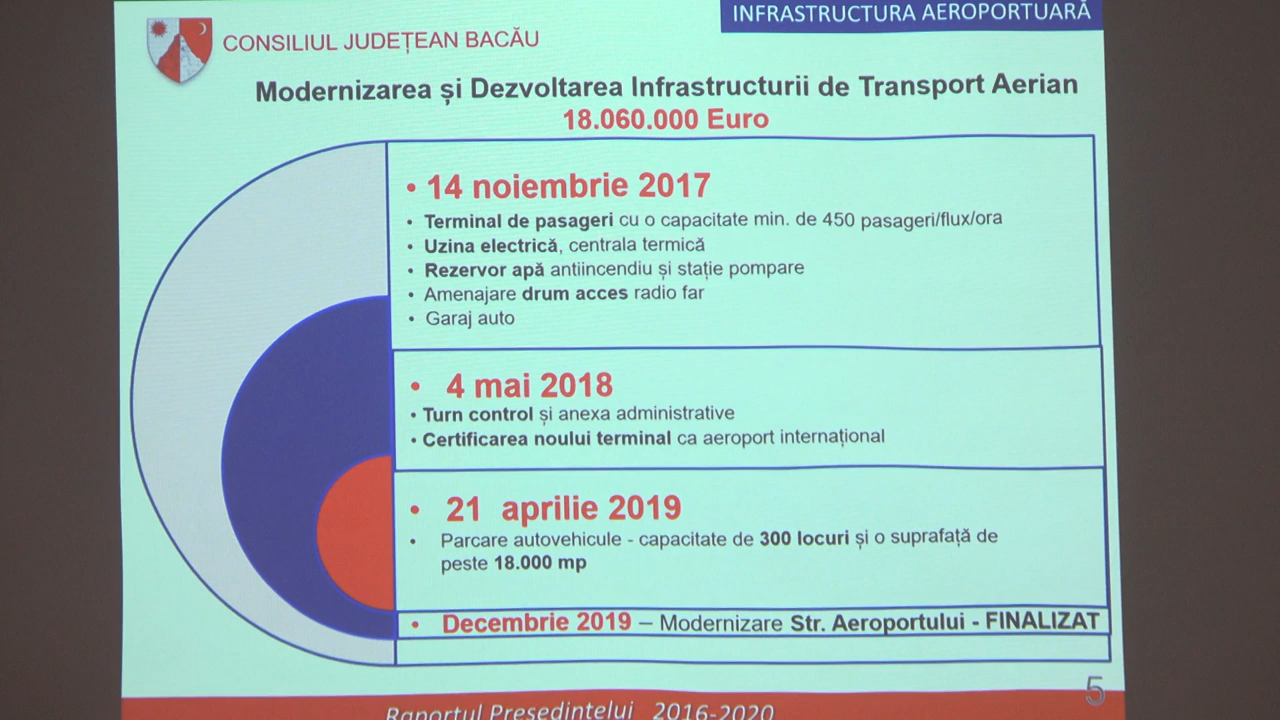 INFRASTRUCTURA AEROPORTUARĂ
CONSILIUL JUDEȚEAN BACĂU
Modernizarea și Dezvoltarea Infrastructurii de Transport Aerian
18.060.000 Euro
• 14 noiembrie 2017
• Terminal de pasageri cu o capacitate min. de 450 pasageri/flux/ora
• Uzina electrică, centrala termică
• Rezervor apă antiincendiu și stație pompare
• Amenajare drum acces radio far
• Garaj auto
• 4 mai 2018
• Turn control și anexa administrative
• Certificarea noului terminal ca aeroport internațional
• 21 aprilie 2019
• Parcare autovehicule - capacitate de 300 locuri și o suprafață de
peste 18.000 mp
• Decembrie 2019 – Modernizare Str. Aeroportului - FINALIZAT
5
Raportul Președintelui 2016-2020